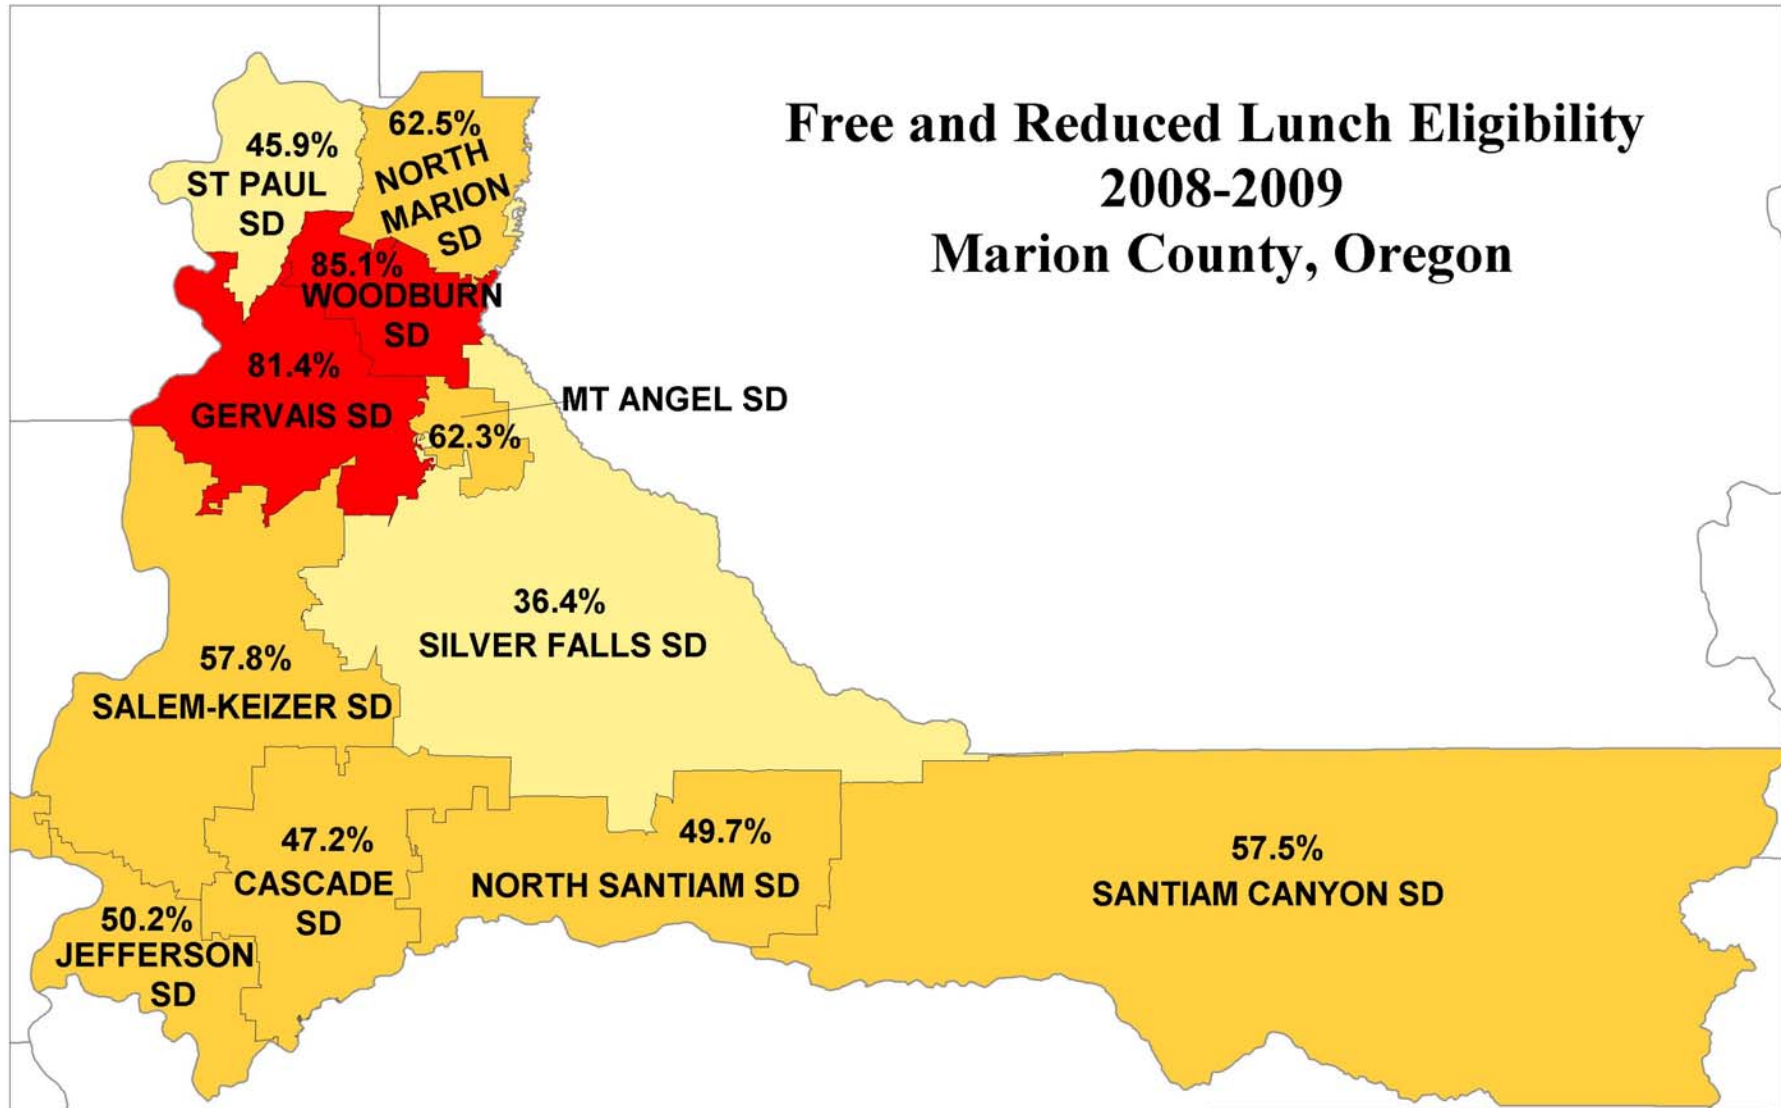 Free and Reduced Lunch Eligibility
2008-2009
Marion County, Oregon
45.9%
ST PAUL
SD
62.5%
NORTH
MARION
SD
85.1%
WOODBURN
SD
81.4%
GERVAIS SD
MT ANGEL SD
62.3%
36.4%
SILVER FALLS SD
57.8%
SALEM-KEIZER SD
47.2%
CASCADE
SD
49.7%
NORTH SANTIAM SD
57.5%
SANTIAM CANYON SD
50.2%
JEFFERSON
SD